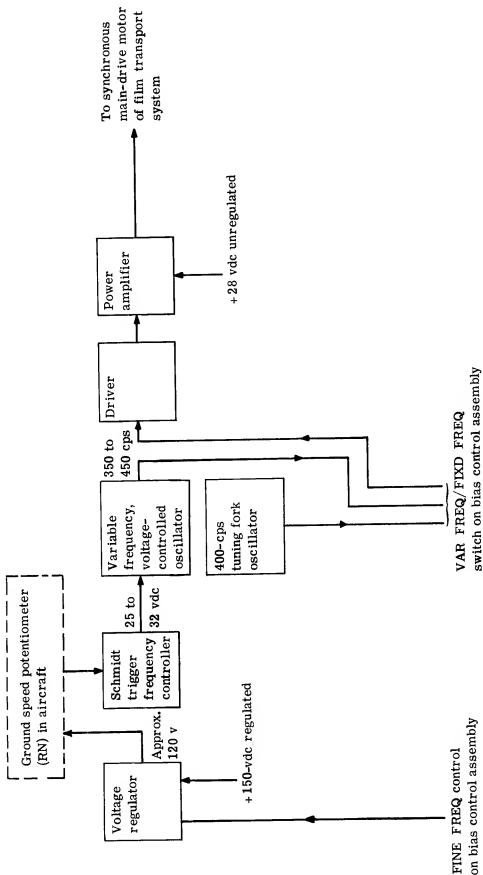 Ground speed potentiometer
(RN) in aircraft
Voltage
regulator
Approx.
120 v
Schmidt
trigger
frequency
controller
25 to
32 vdc
Variable
frequency,
voltage-
controlled
oscillator
350 to
450 cps
400-cps
tuning fork
oscillator
Driver
Power
amplifier
To synchronous
main-drive motor
of film transport
system
+28 vdc unregulated
+150-vdc regulated
FINE FREQ control
on bias control assembly
VAR FREQ/FIXD FREQ
switch on bias control assembly